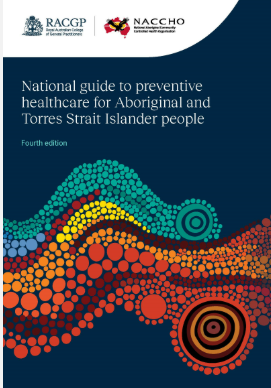 RACGP
Royal Australian College
of General Practitioners
NACCHO
National Aboriginal Community
Controlled Health Organisation
National guide to preventive
healthcare for Aboriginal and
Torres Strait Islander people
Fourth edition